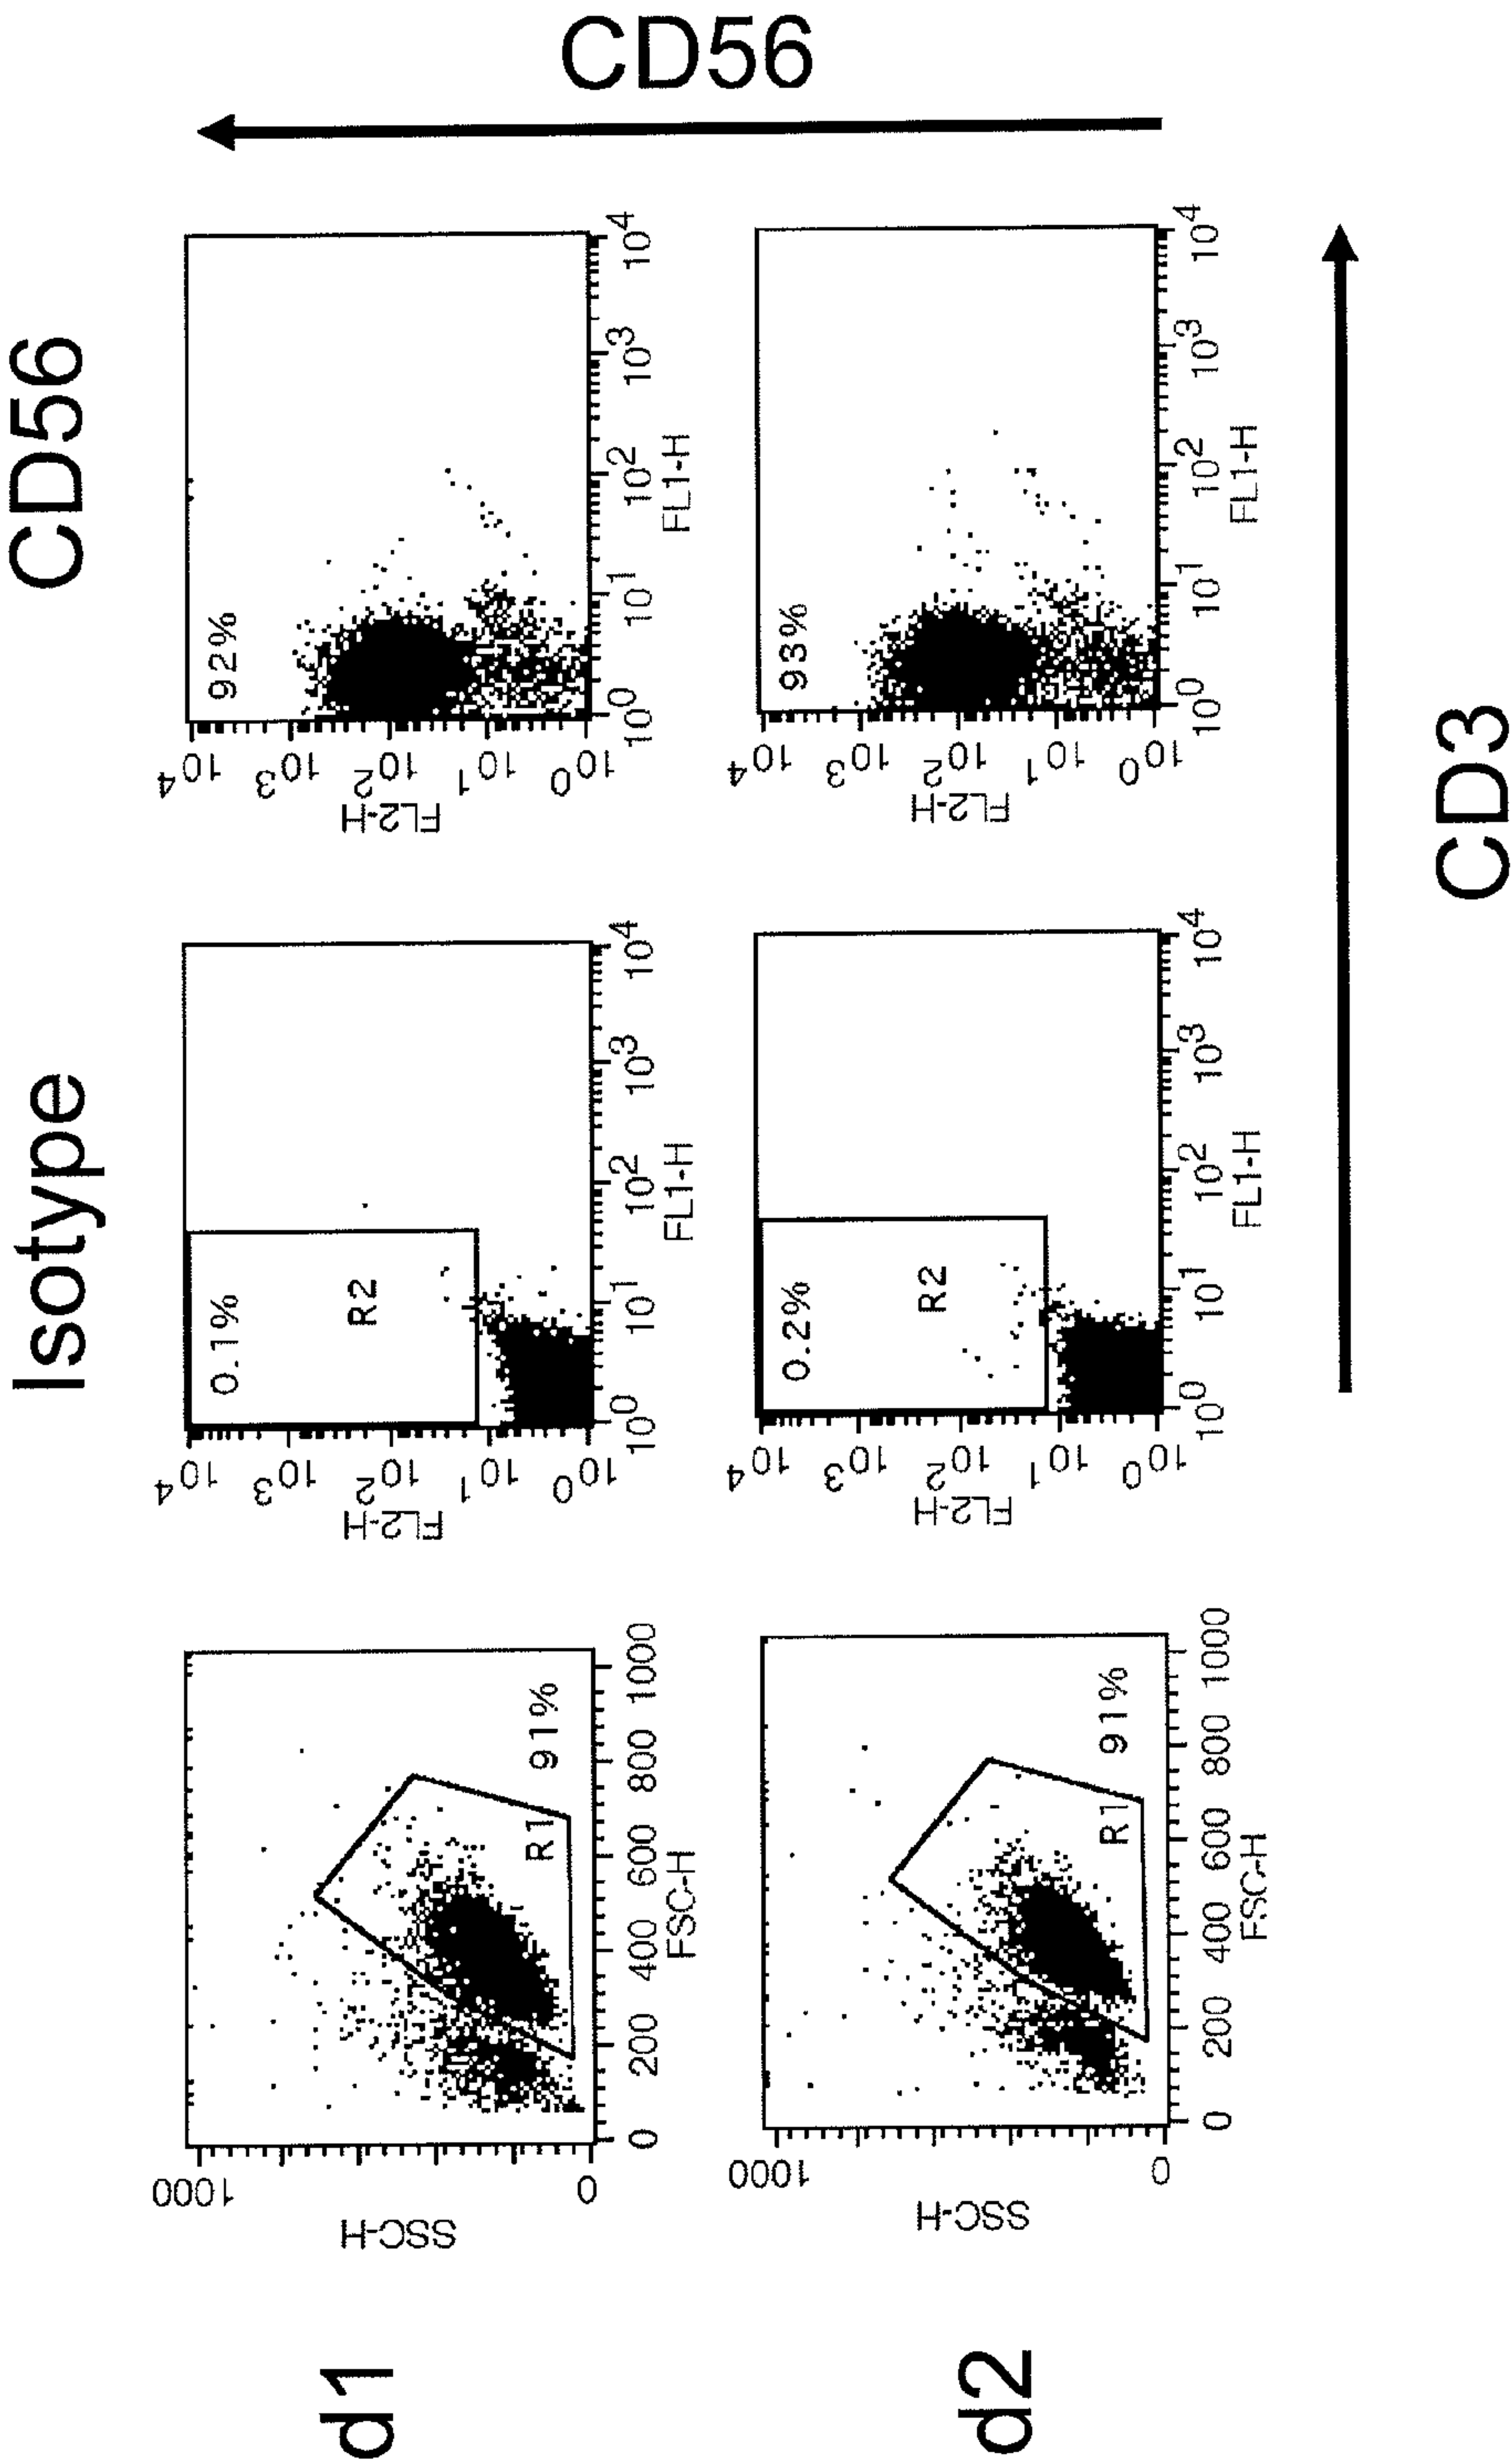 Isotype
CD56
d1
1000
SSC-H
0
0 200 400 600 800 1000
FSC-H
R1
91%
10^4
10^3
10^2
10^1
10^0
FL2-H
0.1%
R2
10^0 10^1 10^2 10^3 10^4
FL1-H
10^4
10^3
10^2
10^1
10^0
FL2-H
92%
10^0 10^1 10^2 10^3 10^4
FL1-H
d2
1000
SSC-H
0
0 200 400 600 800 1000
FSC-H
R1
91%
10^4
10^3
10^2
10^1
10^0
FL2-H
0.2%
R2
10^0 10^1 10^2 10^3 10^4
FL1-H
10^4
10^3
10^2
10^1
10^0
FL2-H
93%
10^0 10^1 10^2 10^3 10^4
FL1-H
CD56
CD3